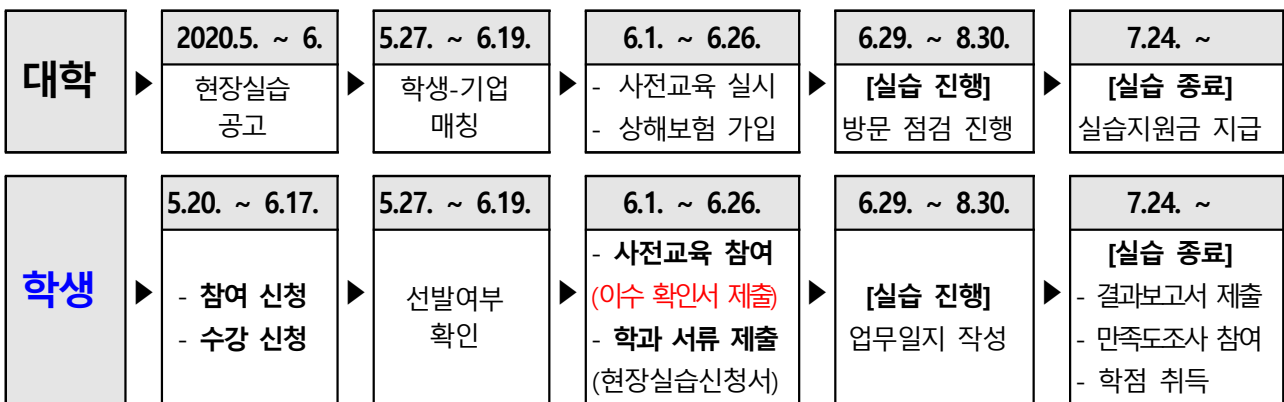 대학
▶
2020.5. ~ 6.
현장실습
공고
▶
5.27. ~ 6.19.
학생-기업
매칭
▶
6.1. ~ 6.26.
- 사전교육 실시
- 상해보험 가입
▶
6.29. ~ 8.30.
[실습 진행]
방문 점검 진행
▶
7.24. ~
[실습 종료]
실습지원금 지급
학생
▶
5.20. ~ 6.17.
- 참여 신청
- 수강 신청
▶
5.27. ~ 6.19.
선발여부
확인
▶
6.1. ~ 6.26.
- 사전교육 참여
(이수 확인서 제출)
- 학과 서류 제출
(현장실습신청서)
▶
6.29. ~ 8.30.
[실습 진행]
업무일지 작성
▶
7.24. ~
[실습 종료]
- 결과보고서 제출
- 만족도조사 참여
- 학점 취득